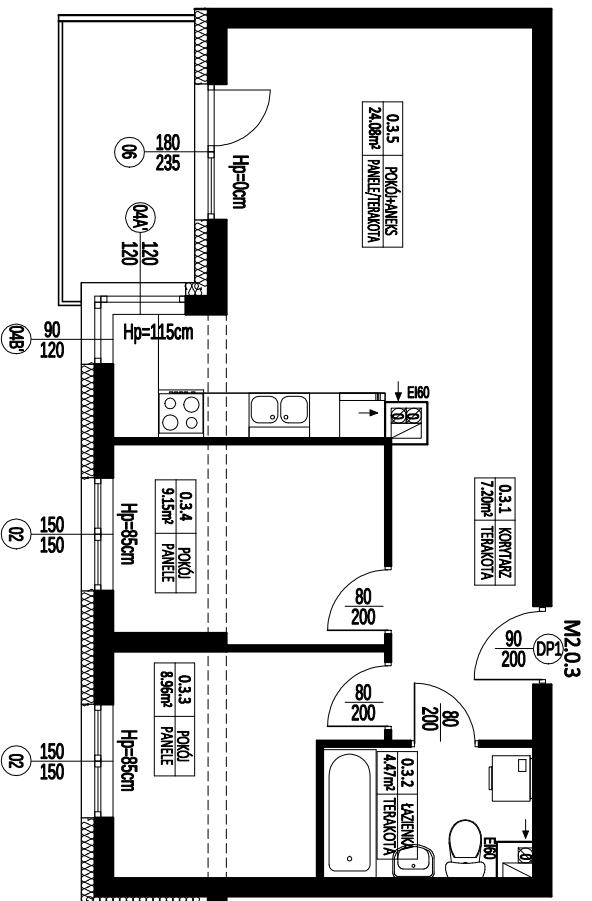 0.3.5 POKÓJ+ANEKS
24.08m² PANELE/TERAKOTA
06
180
235
Hp=0cm
04A'
120
120
04B'
90
120
Hp=115cm
EI60
0.3.1 KORYTARZ
7.20m² TERAKOTA
0.3.4 POKÓJ
9.15m² PANELE
Hp=85cm
02
150
150
80
200
M2.0.3
DP1
90
200
80
200
80
200
0.3.3 POKÓJ
8.96m² PANELE
Hp=85cm
02
150
150
0.3.2 ŁAZIENKA
4.47m² TERAKOTA
EI60